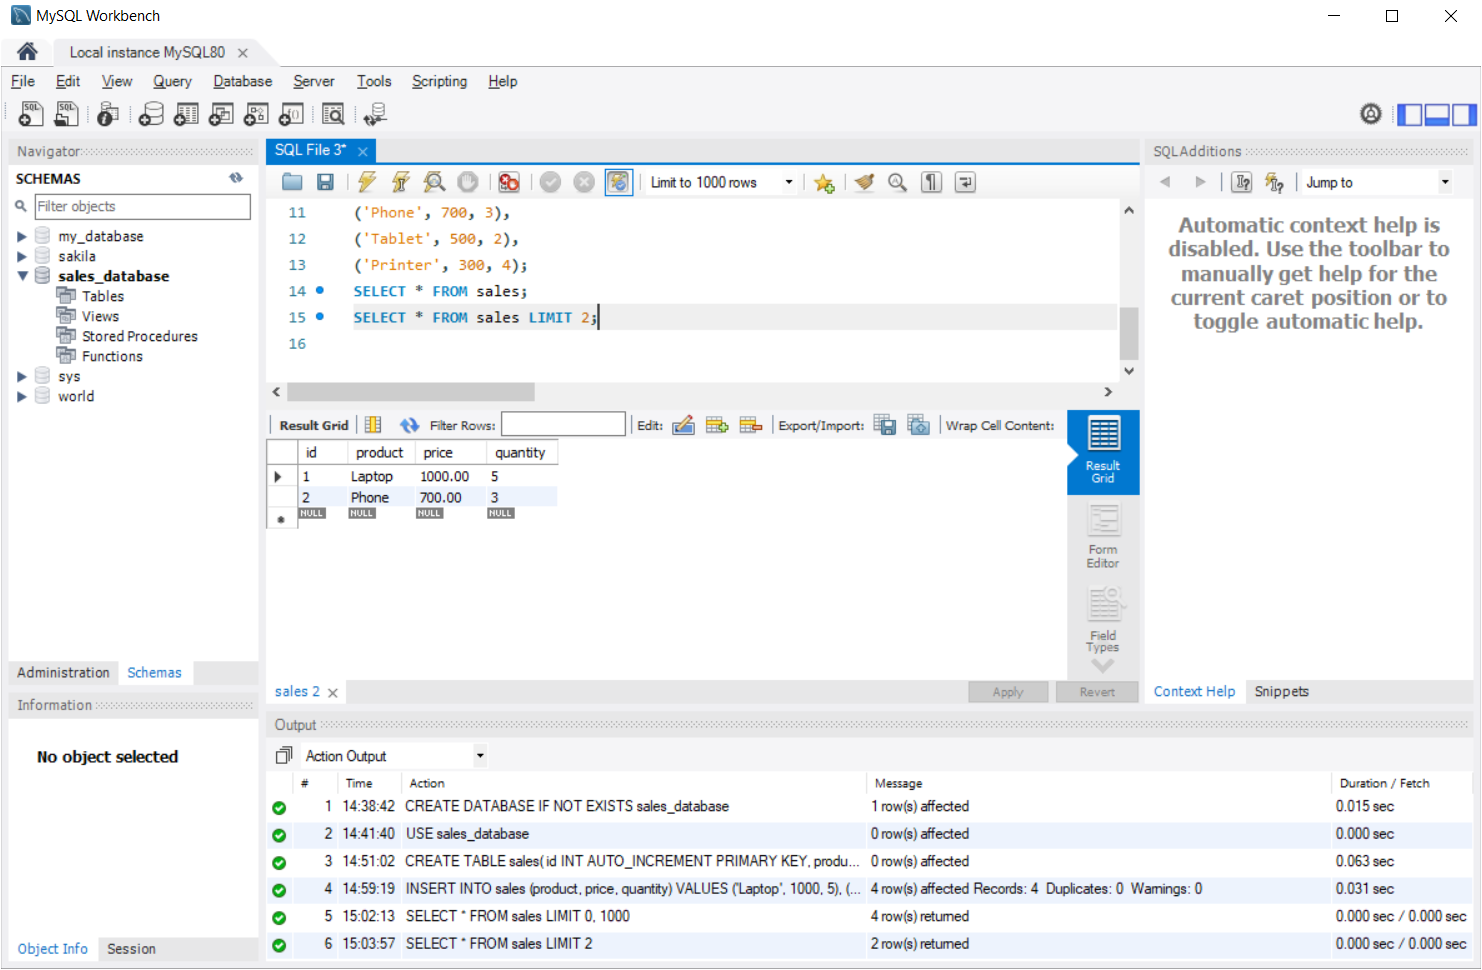 MySQL Workbench
Local instance MySQL80
File Edit View Query Database Server Tools Scripting Help
Navigator
SCHEMAS
Filter objects
my_database
sakila
sales_database
Tables
Views
Stored Procedures
Functions
sys
world
Administration Schemas
Information
No object selected
Object Info Session
SQL File 3*
Limit to 1000 rows
11 ('Phone', 700, 3),
12 ('Tablet', 500, 2),
13 ('Printer', 300, 4);
14 SELECT * FROM sales;
15 SELECT * FROM sales LIMIT 2;
16
Result Grid Filter Rows: Edit: Export/Import: Wrap Cell Content:
id product price quantity
1 Laptop 1000.00 5
2 Phone 700.00 3
NULL NULL NULL NULL
Result
Grid
Form
Editor
Field
Types
sales 2 Apply Revert
SQLAdditions
Jump to
Automatic context help is
disabled. Use the toolbar to
manually get help for the
current caret position or to
toggle automatic help.
Context Help Snippets
Output
Action Output
# Time Action Message Duration / Fetch
1 14:38:42 CREATE DATABASE IF NOT EXISTS sales_database 1 row(s) affected 0.015 sec
2 14:41:40 USE sales_database 0 row(s) affected 0.000 sec
3 14:51:02 CREATE TABLE sales( id INT AUTO_INCREMENT PRIMARY KEY, produ... 0 row(s) affected 0.063 sec
4 14:59:19 INSERT INTO sales (product, price, quantity) VALUES ('Laptop', 1000, 5), (... 4 row(s) affected Records: 4 Duplicates: 0 Warnings: 0 0.031 sec
5 15:02:13 SELECT * FROM sales LIMIT 0, 1000 4 row(s) returned 0.000 sec / 0.000 sec
6 15:03:57 SELECT * FROM sales LIMIT 2 2 row(s) returned 0.000 sec / 0.000 sec